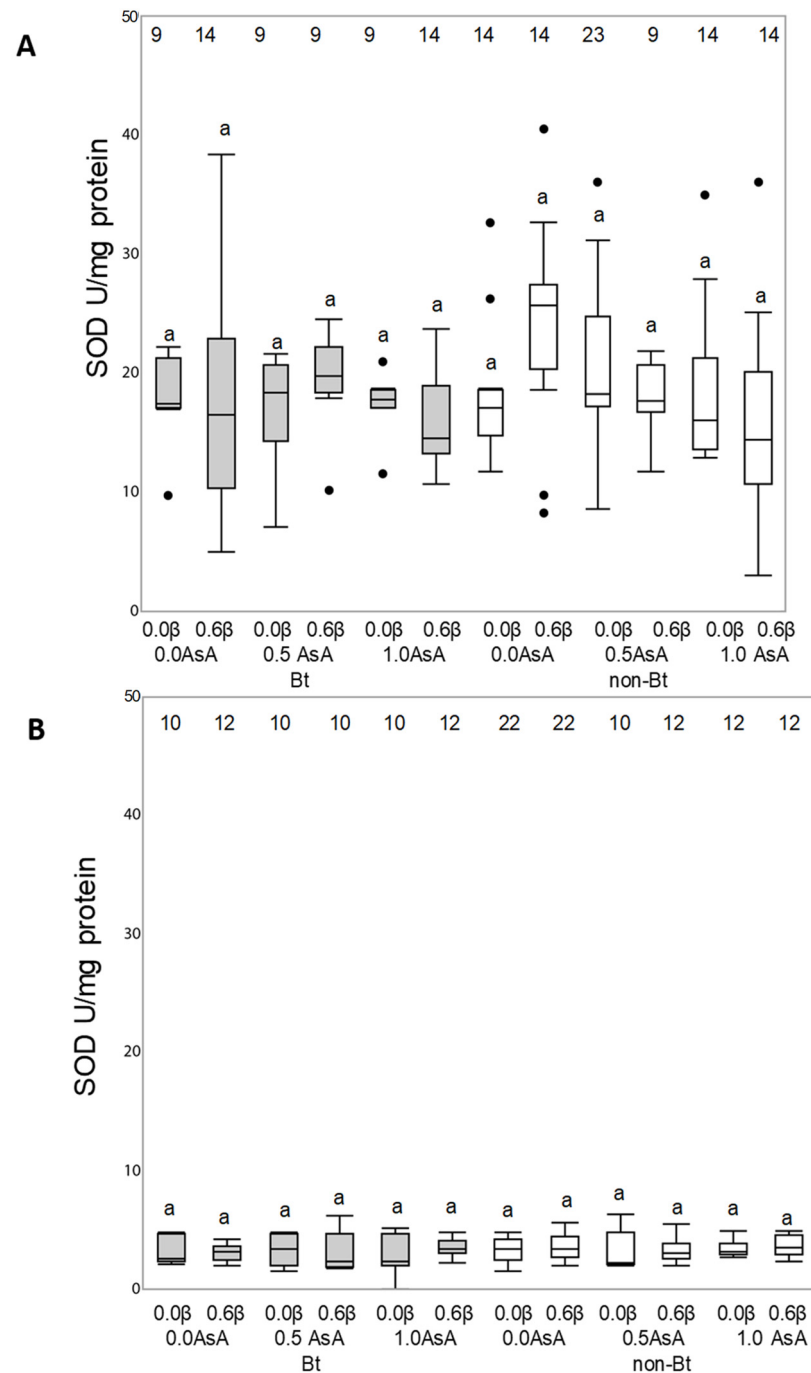 A
50
9 14 9 9 9 14 14 14 23 9 14 14
40
30
20
10
0
SOD U/mg protein
a a a a a a a a a a a a
0.0β 0.6β 0.0β 0.6β 0.0β 0.6β 0.0β 0.6β 0.0β 0.6β 0.0β 0.6β
0.0AsA 0.5 AsA 1.0AsA 0.0AsA 0.5AsA 1.0 AsA
Bt non-Bt
B
50
10 12 10 10 10 12 22 22 10 12 12 12
40
30
20
10
0
SOD U/mg protein
a a a a a a a a a a a a
0.0β 0.6β 0.0β 0.6β 0.0β 0.6β 0.0β 0.6β 0.0β 0.6β 0.0β 0.6β
0.0AsA 0.5 AsA 1.0AsA 0.0AsA 0.5AsA 1.0 AsA
Bt non-Bt